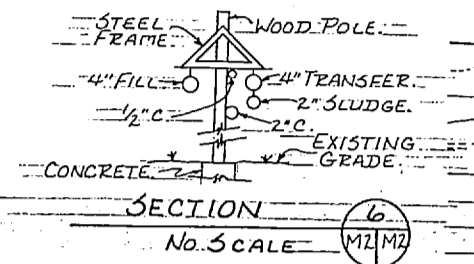 STEEL FRAME
WOOD POLE.
4" FILL
4" TRANSFER.
2" SLUDGE.
1/2" C.
2" C.
EXISTING GRADE.
CONCRETE
SECTION
NO SCALE
6
M2 M2